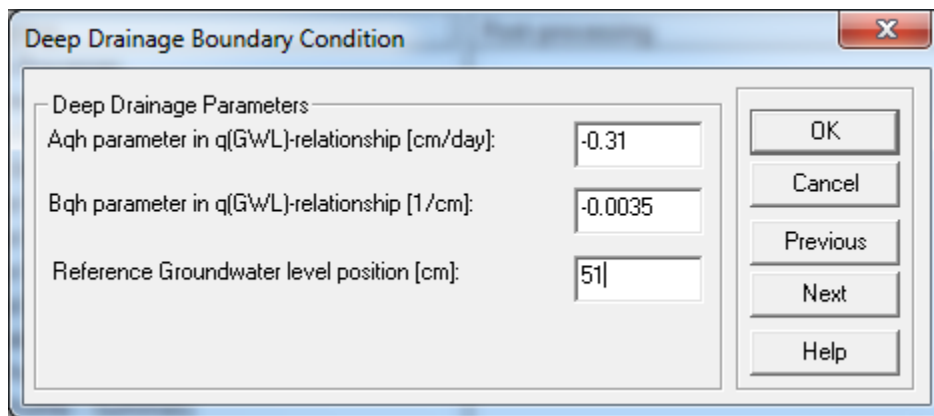 Deep Drainage Boundary Condition
Deep Drainage Parameters
Aqh parameter in q(GWL)-relationship [cm/day]: -0.31
Bqh parameter in q(GWL)-relationship [1/cm]: -0.0035
Reference Groundwater level position [cm]: 51
OK
Cancel
Previous
Next
Help